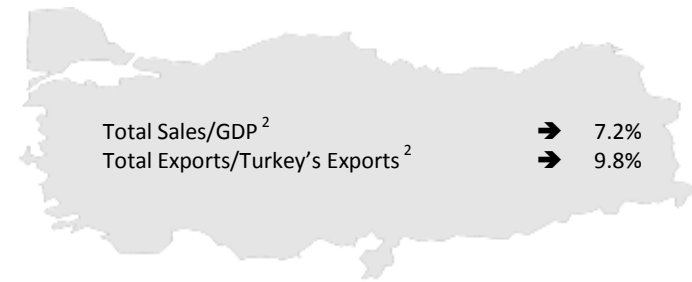 Total Sales/GDP ² ➔ 7.2%
Total Exports/Turkey’s Exports ² ➔ 9.8%